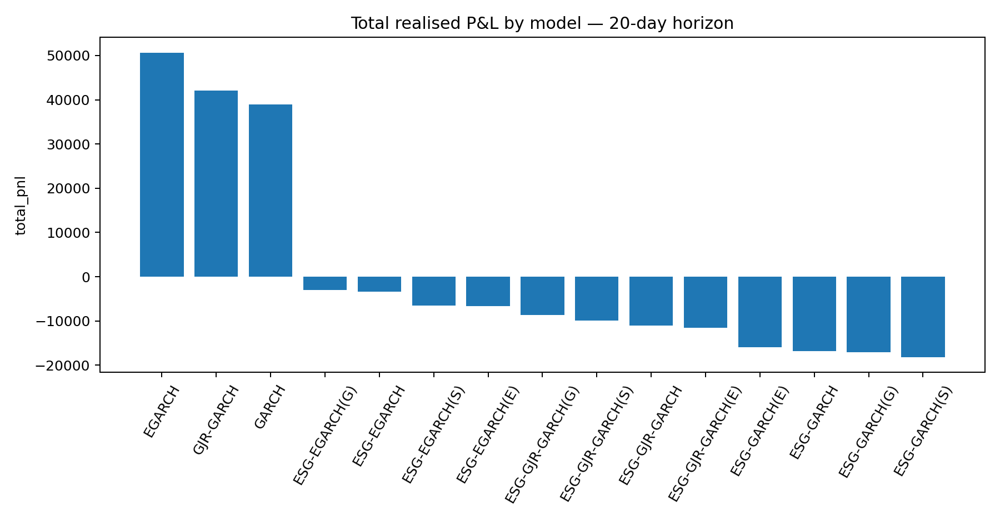 Total realised P&L by model — 20-day horizon
total_pnl
50000
40000
30000
20000
10000
0
−10000
−20000
EGARCH
GJR-GARCH
GARCH
ESG-EGARCH(G)
ESG-EGARCH
ESG-EGARCH(S)
ESG-EGARCH(E)
ESG-GJR-GARCH(G)
ESG-GJR-GARCH(S)
ESG-GJR-GARCH
ESG-GJR-GARCH(E)
ESG-GARCH(E)
ESG-GARCH
ESG-GARCH(G)
ESG-GARCH(S)